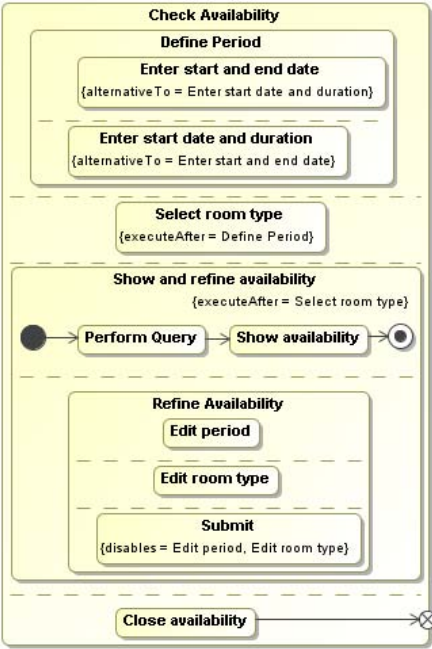 Check Availability
Define Period
Enter start and end date
{alternativeTo = Enter start date and duration}
Enter start date and duration
{alternativeTo = Enter start and end date}
Select room type
{executeAfter = Define Period}
Show and refine availability
{executeAfter = Select room type}
Perform Query
Show availability
Refine Availability
Edit period
Edit room type
Submit
{disables = Edit period, Edit room type}
Close availability